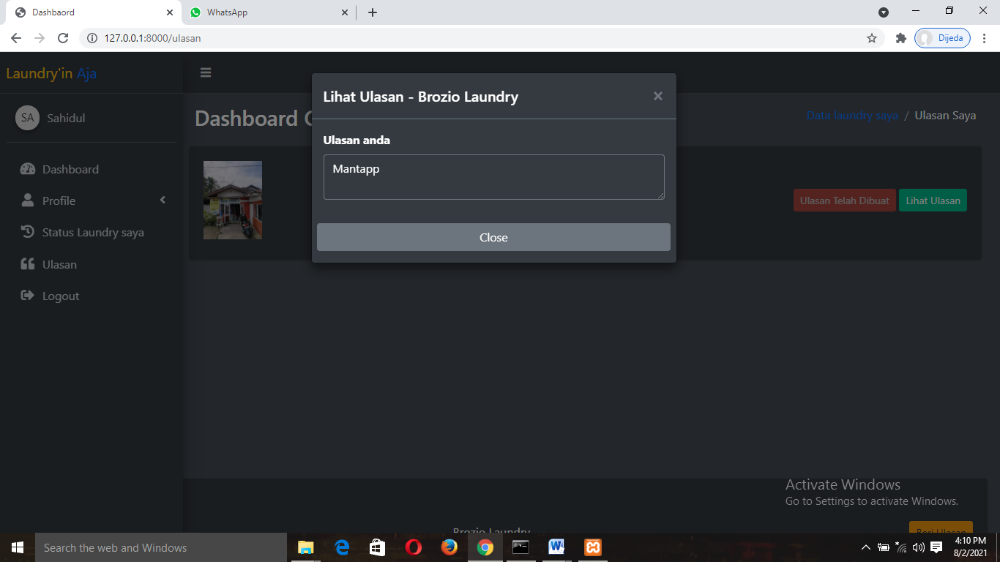 Dashbaord
WhatsApp
127.0.0.1:8000/ulasan
Dijeda
Laundry'in Aja
SA Sahidul
Dashboard
Profile
Status Laundry saya
Ulasan
Logout
Dashboard
Data laundry saya / Ulasan Saya
Lihat Ulasan - Brozio Laundry
×
Ulasan anda
Mantapp
Close
Ulasan Telah Dibuat
Lihat Ulasan
Activate Windows
Go to Settings to activate Windows.
Brozio Laundry
Beri Ulasan
Search the web and Windows
4:10 PM
8/2/2021